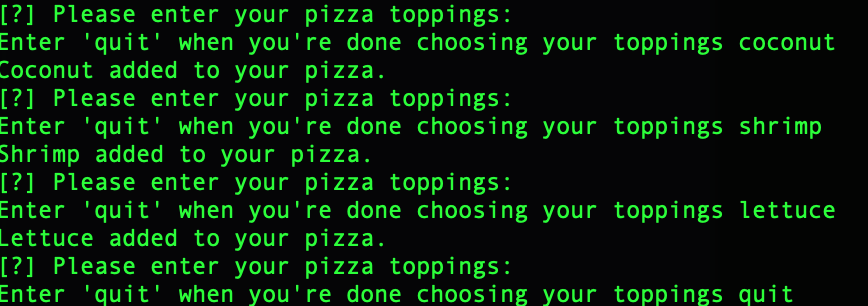 [?] Please enter your pizza toppings:
Enter 'quit' when you're done choosing your toppings coconut
Coconut added to your pizza.
[?] Please enter your pizza toppings:
Enter 'quit' when you're done choosing your toppings shrimp
Shrimp added to your pizza.
[?] Please enter your pizza toppings:
Enter 'quit' when you're done choosing your toppings lettuce
Lettuce added to your pizza.
[?] Please enter your pizza toppings:
Enter 'quit' when you're done choosing your toppings quit